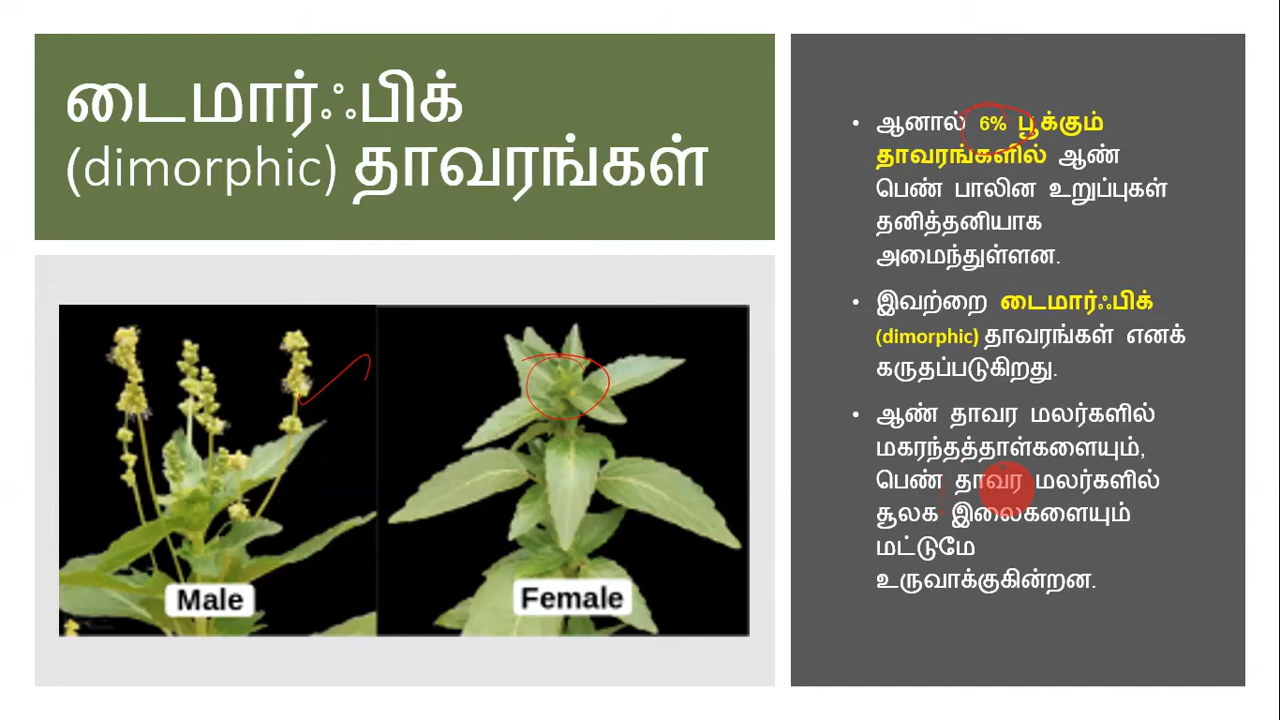 டைமார்ஃபிக்
(dimorphic) தாவரங்கள்
Male
Female
• ஆனால் 6% பூக்கும்
தாவரங்களில் ஆண்
பெண் பாலின உறுப்புகள்
தனித்தனியாக
அமைந்துள்ளன.
• இவற்றை டைமார்ஃபிக்
(dimorphic) தாவரங்கள் எனக்
கருதப்படுகிறது.
• ஆண் தாவர மலர்களில்
மகரந்தத்தாள்களையும்,
பெண் தாவர மலர்களில்
சூலக இலைகளையும்
மட்டுமே
உருவாக்குகின்றன.